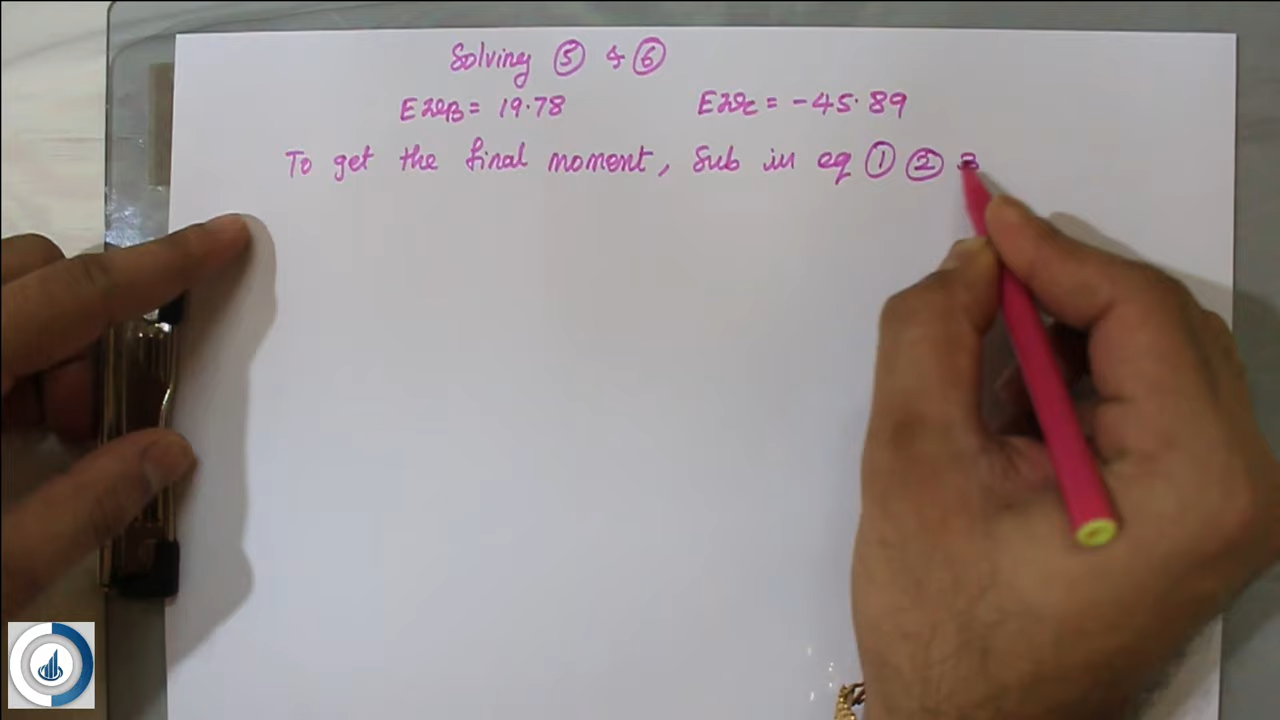 Solving ⑤ & ⑥
EIθB = 19.78 EIθC = -45.89
To get the final moment, Sub in eq ① ② 3